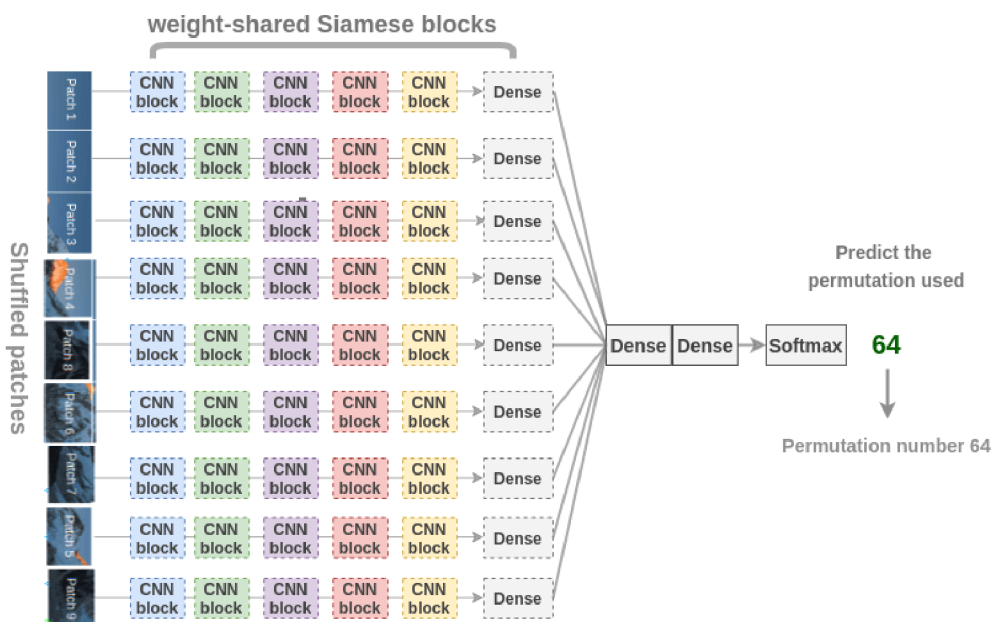 weight-shared Siamese blocks
Shuffled patches
Patch 1
CNN block
CNN block
CNN block
CNN block
CNN block
Dense
Patch 2
CNN block
CNN block
CNN block
CNN block
CNN block
Dense
Patch 3
CNN block
CNN block
CNN block
CNN block
CNN block
Dense
Patch 4
CNN block
CNN block
CNN block
CNN block
CNN block
Dense
Patch 8
CNN block
CNN block
CNN block
CNN block
CNN block
Dense
Patch 6
CNN block
CNN block
CNN block
CNN block
CNN block
Dense
Patch 7
CNN block
CNN block
CNN block
CNN block
CNN block
Dense
Patch 5
CNN block
CNN block
CNN block
CNN block
CNN block
Dense
Patch 9
CNN block
CNN block
CNN block
CNN block
CNN block
Dense
Dense
Dense
Softmax
Predict the
permutation used
64
Permutation number 64